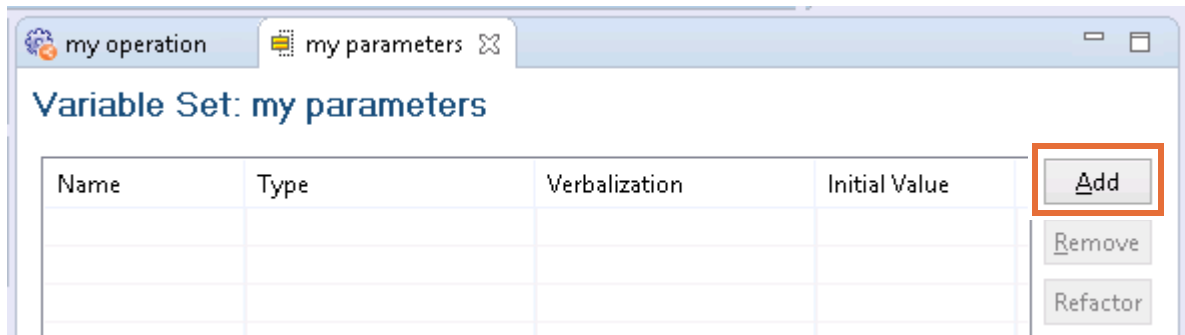 my operation my parameters
Variable Set: my parameters
Name Type Verbalization Initial Value Add
Remove
Refactor